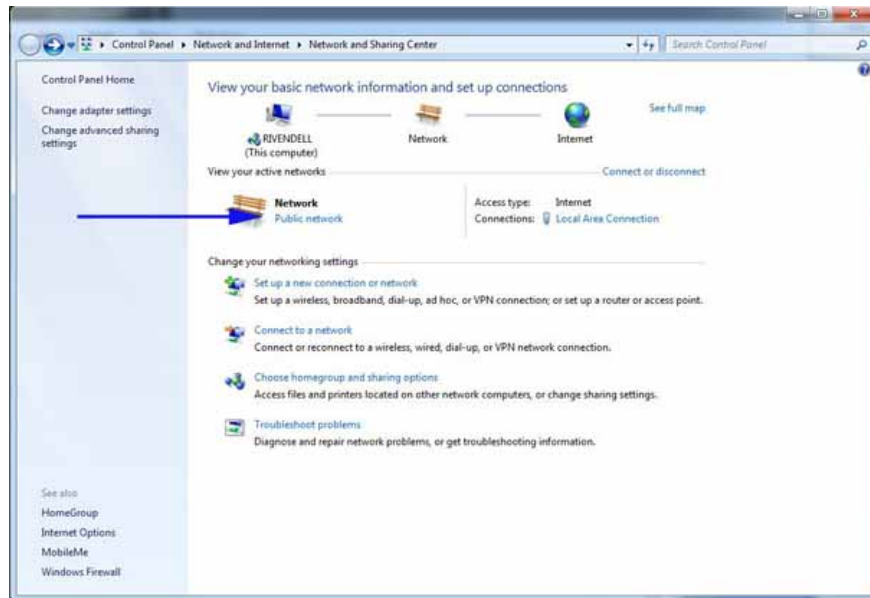 Control Panel ▸ Network and Internet ▸ Network and Sharing Center
Search Control Panel
Control Panel Home
Change adapter settings
Change advanced sharing
settings
See also
HomeGroup
Internet Options
MobileMe
Windows Firewall
View your basic network information and set up connections
See full map
RIVENDELL
(This computer)
Network
Internet
View your active networks
Connect or disconnect
Network
Public network
Access type: Internet
Connections: Local Area Connection
Change your networking settings
Set up a new connection or network
Set up a wireless, broadband, dial-up, ad hoc, or VPN connection; or set up a router or access point.
Connect to a network
Connect or reconnect to a wireless, wired, dial-up, or VPN network connection.
Choose homegroup and sharing options
Access files and printers located on other network computers, or change sharing settings.
Troubleshoot problems
Diagnose and repair network problems, or get troubleshooting information.